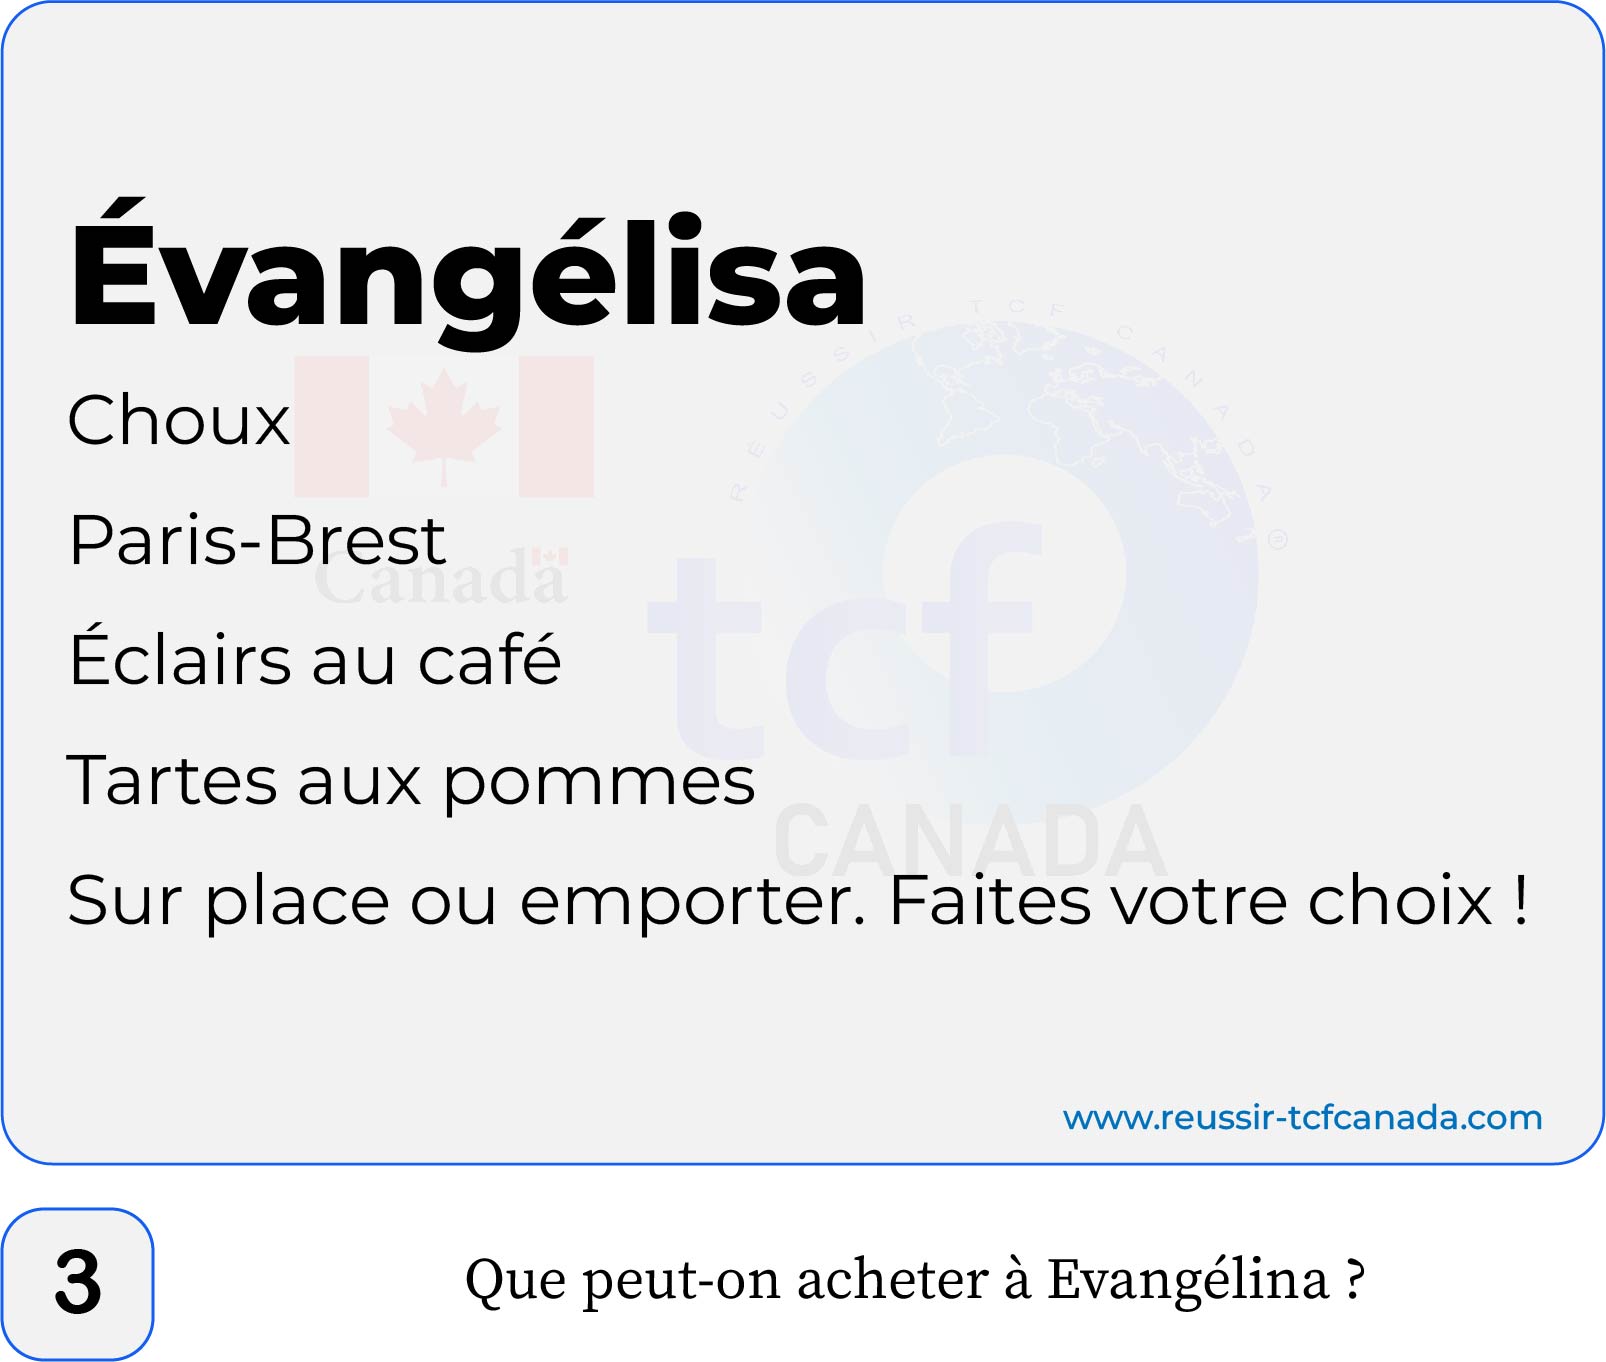 Évangélisa
Choux
Paris-Brest
Éclairs au café
Tartes aux pommes
Sur place ou emporter. Faites votre choix !
RÉUSSIR TCF CANADA ®
Canada
tcf
CANADA
www.reussir-tcfcanada.com
3
Que peut-on acheter à Evangélina ?